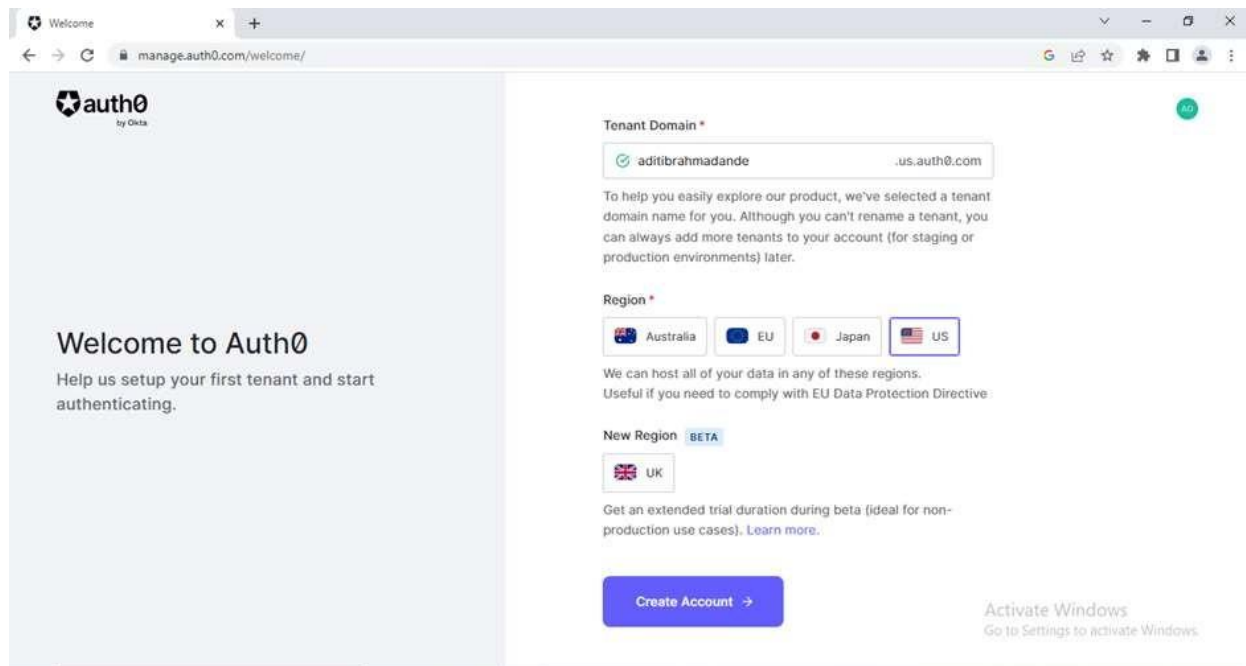 Welcome
manage.auth0.com/welcome/
auth0
by Okta
Welcome to Auth0
Help us setup your first tenant and start
authenticating.
AD
Tenant Domain *
aditibrahmadande .us.auth0.com
To help you easily explore our product, we've selected a tenant
domain name for you. Although you can't rename a tenant, you
can always add more tenants to your account (for staging or
production environments) later.
Region *
Australia EU Japan US
We can host all of your data in any of these regions.
Useful if you need to comply with EU Data Protection Directive
New Region BETA
UK
Get an extended trial duration during beta (ideal for non-
production use cases). Learn more.
Create Account →
Activate Windows
Go to Settings to activate Windows.